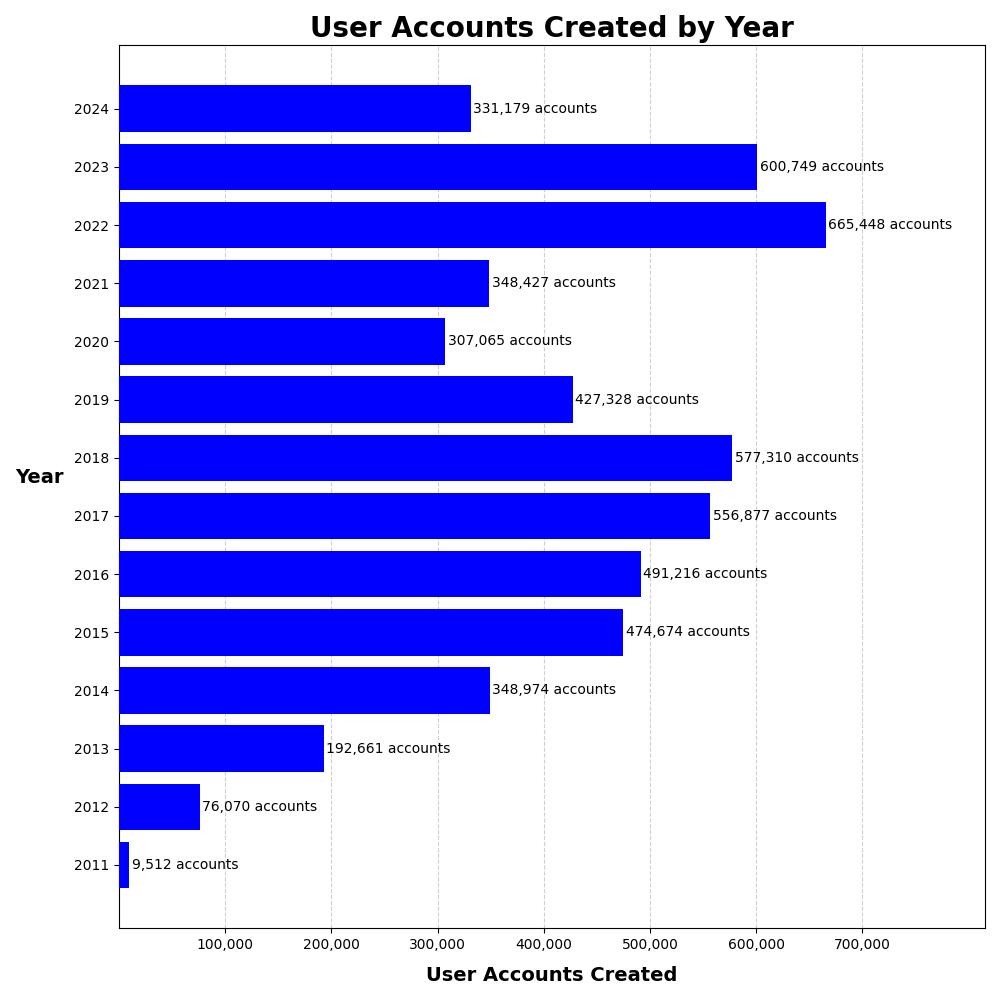 User Accounts Created by Year
2024
331,179 accounts
2023
600,749 accounts
2022
665,448 accounts
2021
348,427 accounts
2020
307,065 accounts
2019
427,328 accounts
2018
577,310 accounts
Year
2017
556,877 accounts
2016
491,216 accounts
2015
474,674 accounts
2014
348,974 accounts
2013
192,661 accounts
2012
76,070 accounts
2011
9,512 accounts
100,000 200,000 300,000 400,000 500,000 600,000 700,000
User Accounts Created